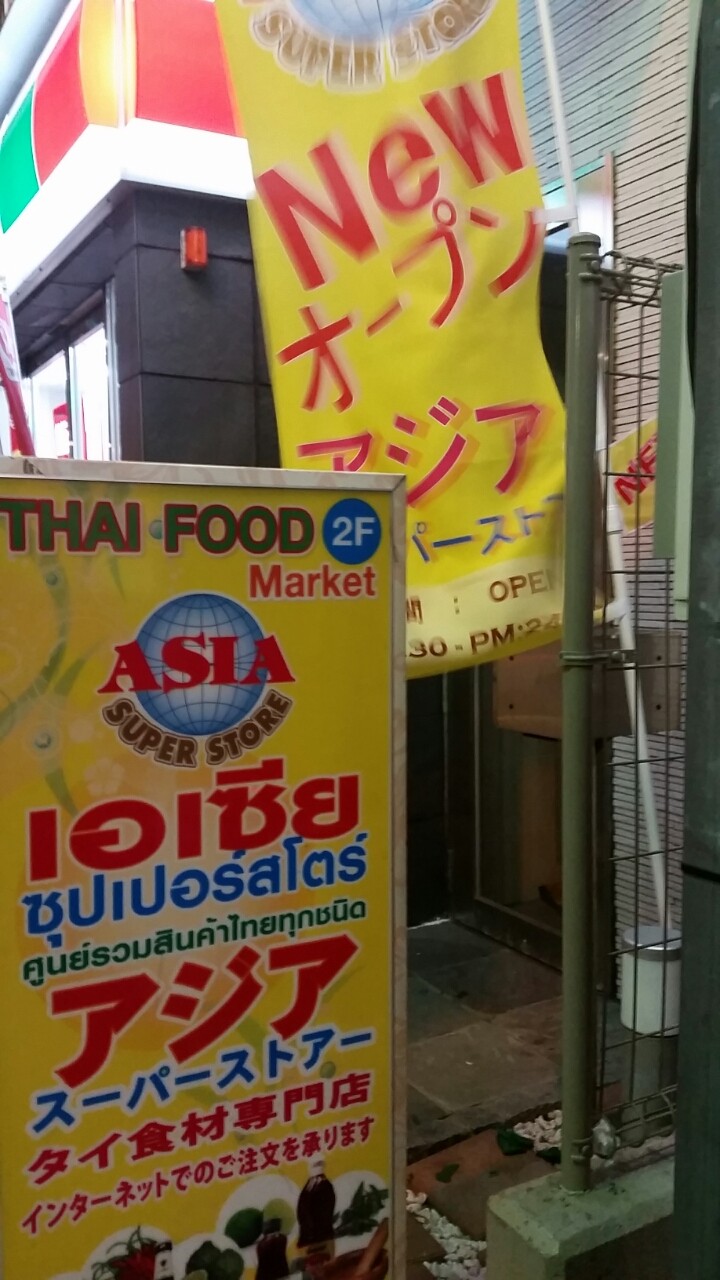 SUPER STORE
New
オープン
アジア
パースト
間 : OPEN
30 - PM:24
NEW
THAI FOOD 2F
Market
ASIA
SUPER STORE
เอเซีย
ซุปเปอร์สโตร์
ศูนย์รวมสินค้าไทยทุกชนิด
アジア
スーパーストアー
タイ食材専門店
インターネットでのご注文を承ります